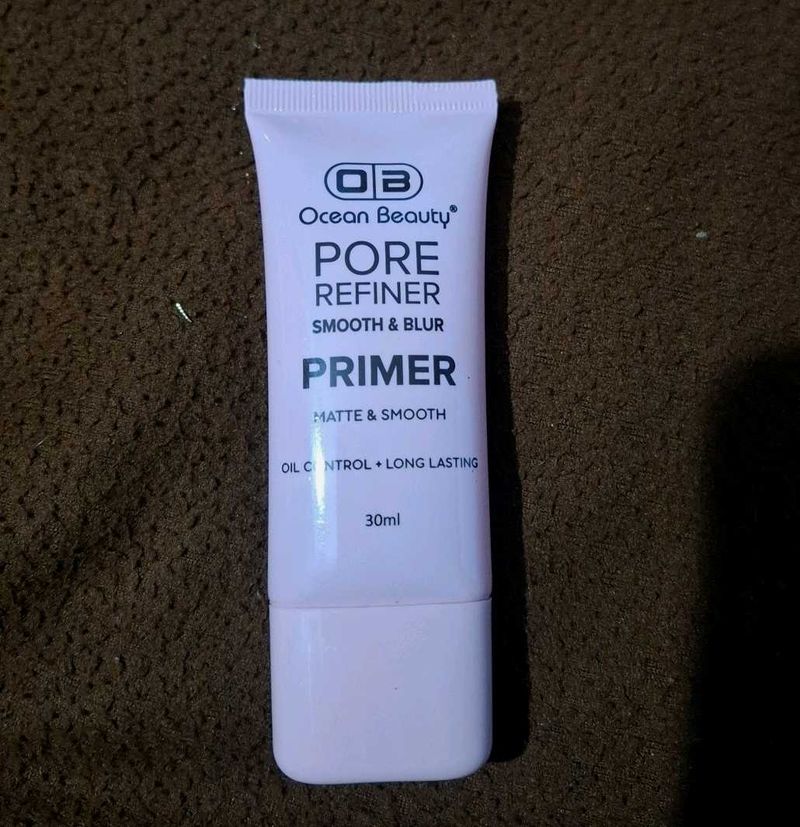 OB
Ocean Beauty®
PORE
REFINER
SMOOTH & BLUR
PRIMER
MATTE & SMOOTH
OIL CONTROL + LONG LASTING
30ml